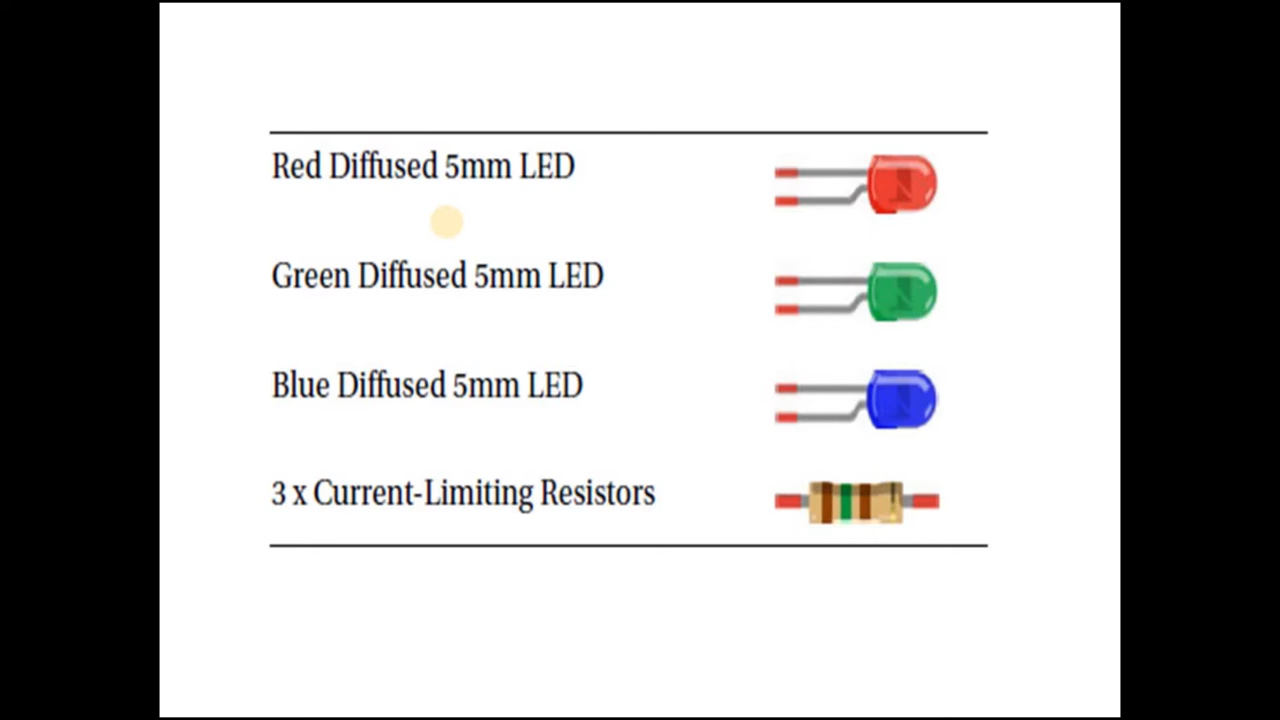 Red Diffused 5mm LED
Green Diffused 5mm LED
Blue Diffused 5mm LED
3 x Current-Limiting Resistors